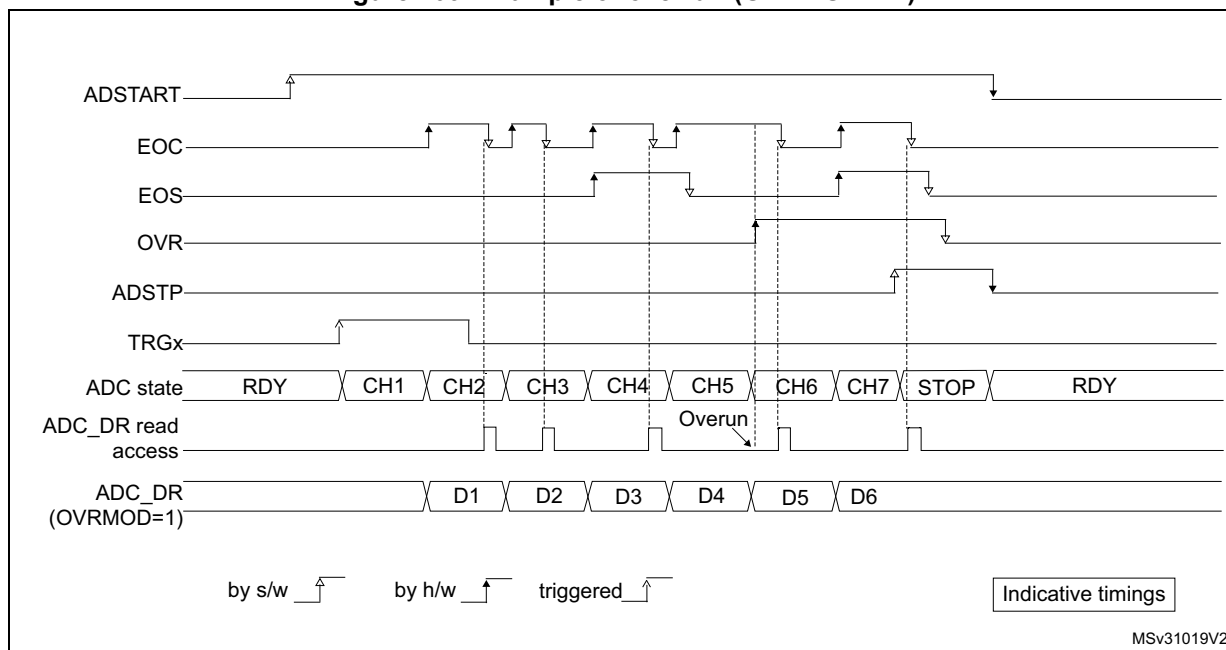 ADSTART
EOC
EOS
OVR
ADSTP
TRGx
ADC state RDY CH1 CH2 CH3 CH4 CH5 CH6 CH7 STOP RDY
ADC_DR read
access
Overun
ADC_DR
(OVRMOD=1)
D1 D2 D3 D4 D5 D6
by s/w by h/w triggered
Indicative timings
MSv31019V2